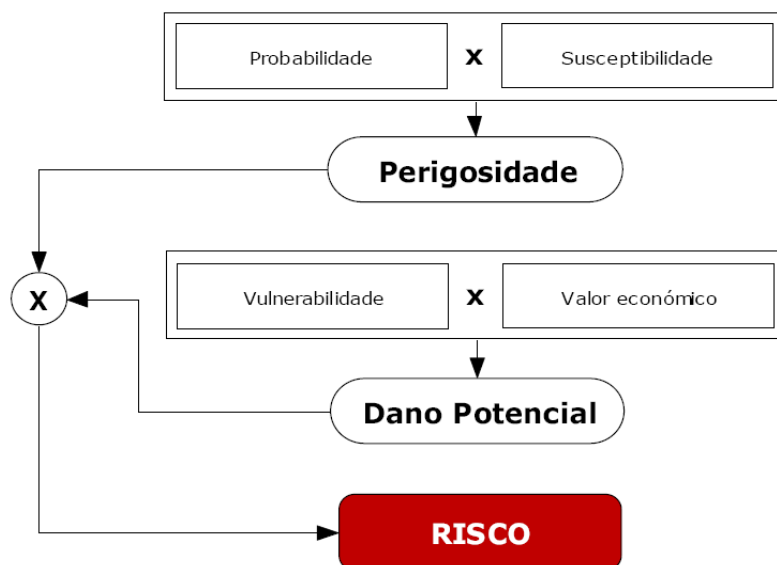 Probabilidade x Susceptibilidade
Perigosidade
X
Vulnerabilidade x Valor económico
Dano Potencial
RISCO